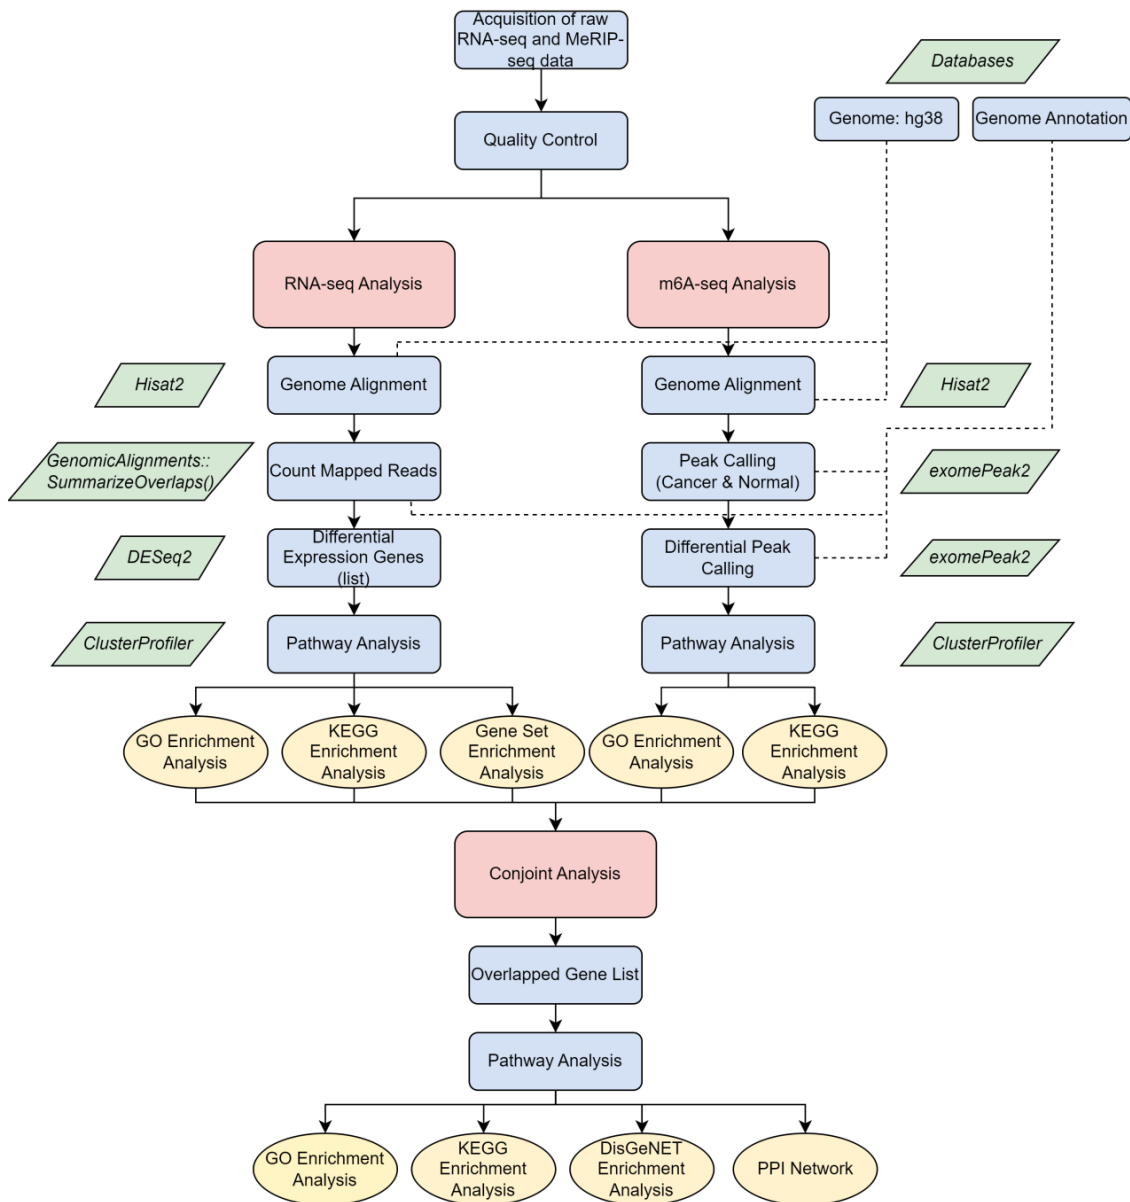 Acquisition of raw
RNA-seq and MeRIP-
seq data
Databases
Genome: hg38
Genome Annotation
Quality Control
RNA-seq Analysis
m6A-seq Analysis
Hisat2
Genome Alignment
Genome Alignment
Hisat2
GenomicAlignments::
SummarizeOverlaps()
Count Mapped Reads
Peak Calling
(Cancer & Normal)
exomePeak2
DESeq2
Differential
Expression Genes
(list)
Differential Peak
Calling
exomePeak2
ClusterProfiler
Pathway Analysis
Pathway Analysis
ClusterProfiler
GO Enrichment
Analysis
KEGG
Enrichment
Analysis
Gene Set
Enrichment
Analysis
GO Enrichment
Analysis
KEGG
Enrichment
Analysis
Conjoint Analysis
Overlapped Gene List
Pathway Analysis
GO Enrichment
Analysis
KEGG
Enrichment
Analysis
DisGeNET
Enrichment
Analysis
PPI Network